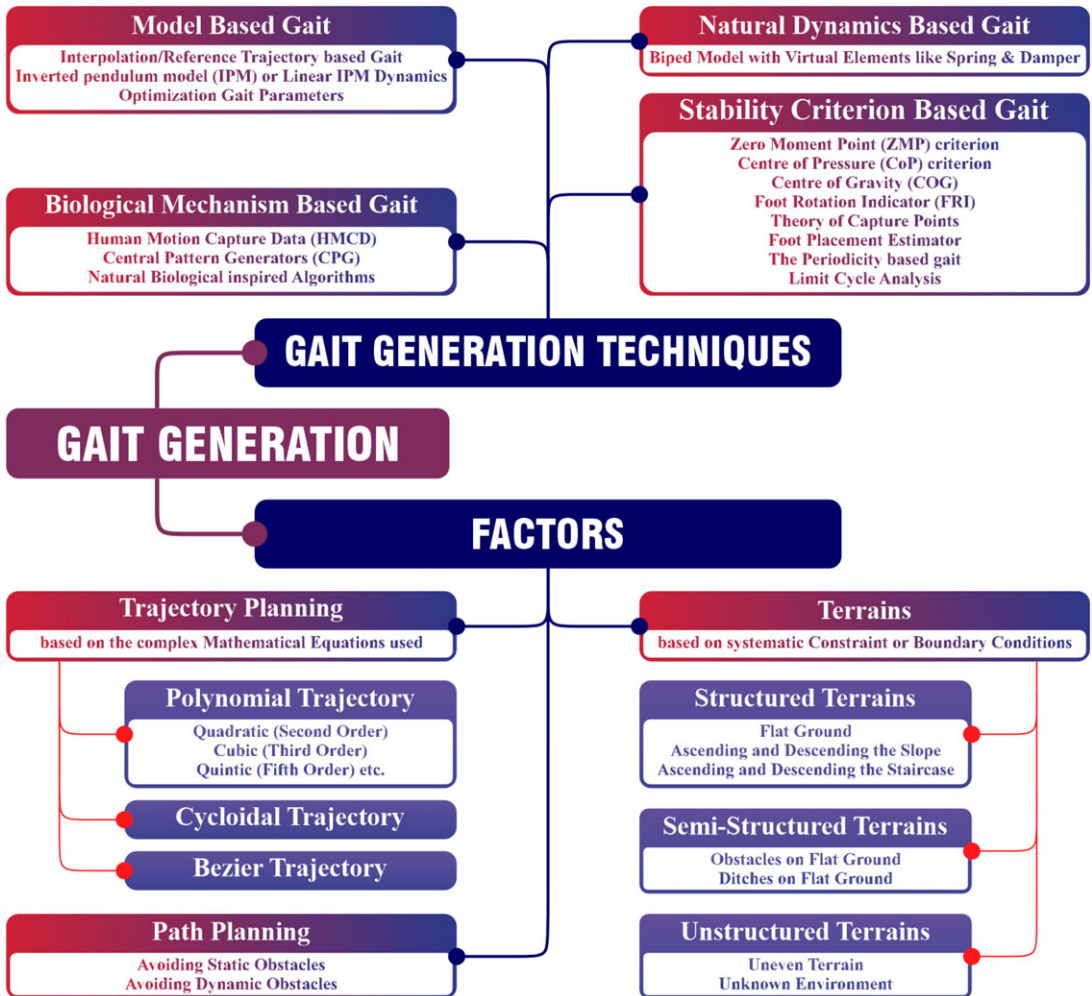 Model Based Gait
Interpolation/Reference Trajectory based Gait
Inverted pendulum model (IPM) or Linear IPM Dynamics
Optimization Gait Parameters
Natural Dynamics Based Gait
Biped Model with Virtual Elements like Spring & Damper
Stability Criterion Based Gait
Zero Moment Point (ZMP) criterion
Centre of Pressure (CoP) criterion
Centre of Gravity (COG)
Foot Rotation Indicator (FRI)
Theory of Capture Points
Foot Placement Estimator
The Periodicity based gait
Limit Cycle Analysis
Biological Mechanism Based Gait
Human Motion Capture Data (HMCD)
Central Pattern Generators (CPG)
Natural Biological inspired Algorithms
GAIT GENERATION TECHNIQUES
GAIT GENERATION
FACTORS
Trajectory Planning
based on the complex Mathematical Equations used
Polynomial Trajectory
Quadratic (Second Order)
Cubic (Third Order)
Quintic (Fifth Order) etc.
Cycloidal Trajectory
Bezier Trajectory
Path Planning
Avoiding Static Obstacles
Avoiding Dynamic Obstacles
Terrains
based on systematic Constraint or Boundary Conditions
Structured Terrains
Flat Ground
Ascending and Descending the Slope
Ascending and Descending the Staircase
Semi-Structured Terrains
Obstacles on Flat Ground
Ditches on Flat Ground
Unstructured Terrains
Uneven Terrain
Unknown Environment